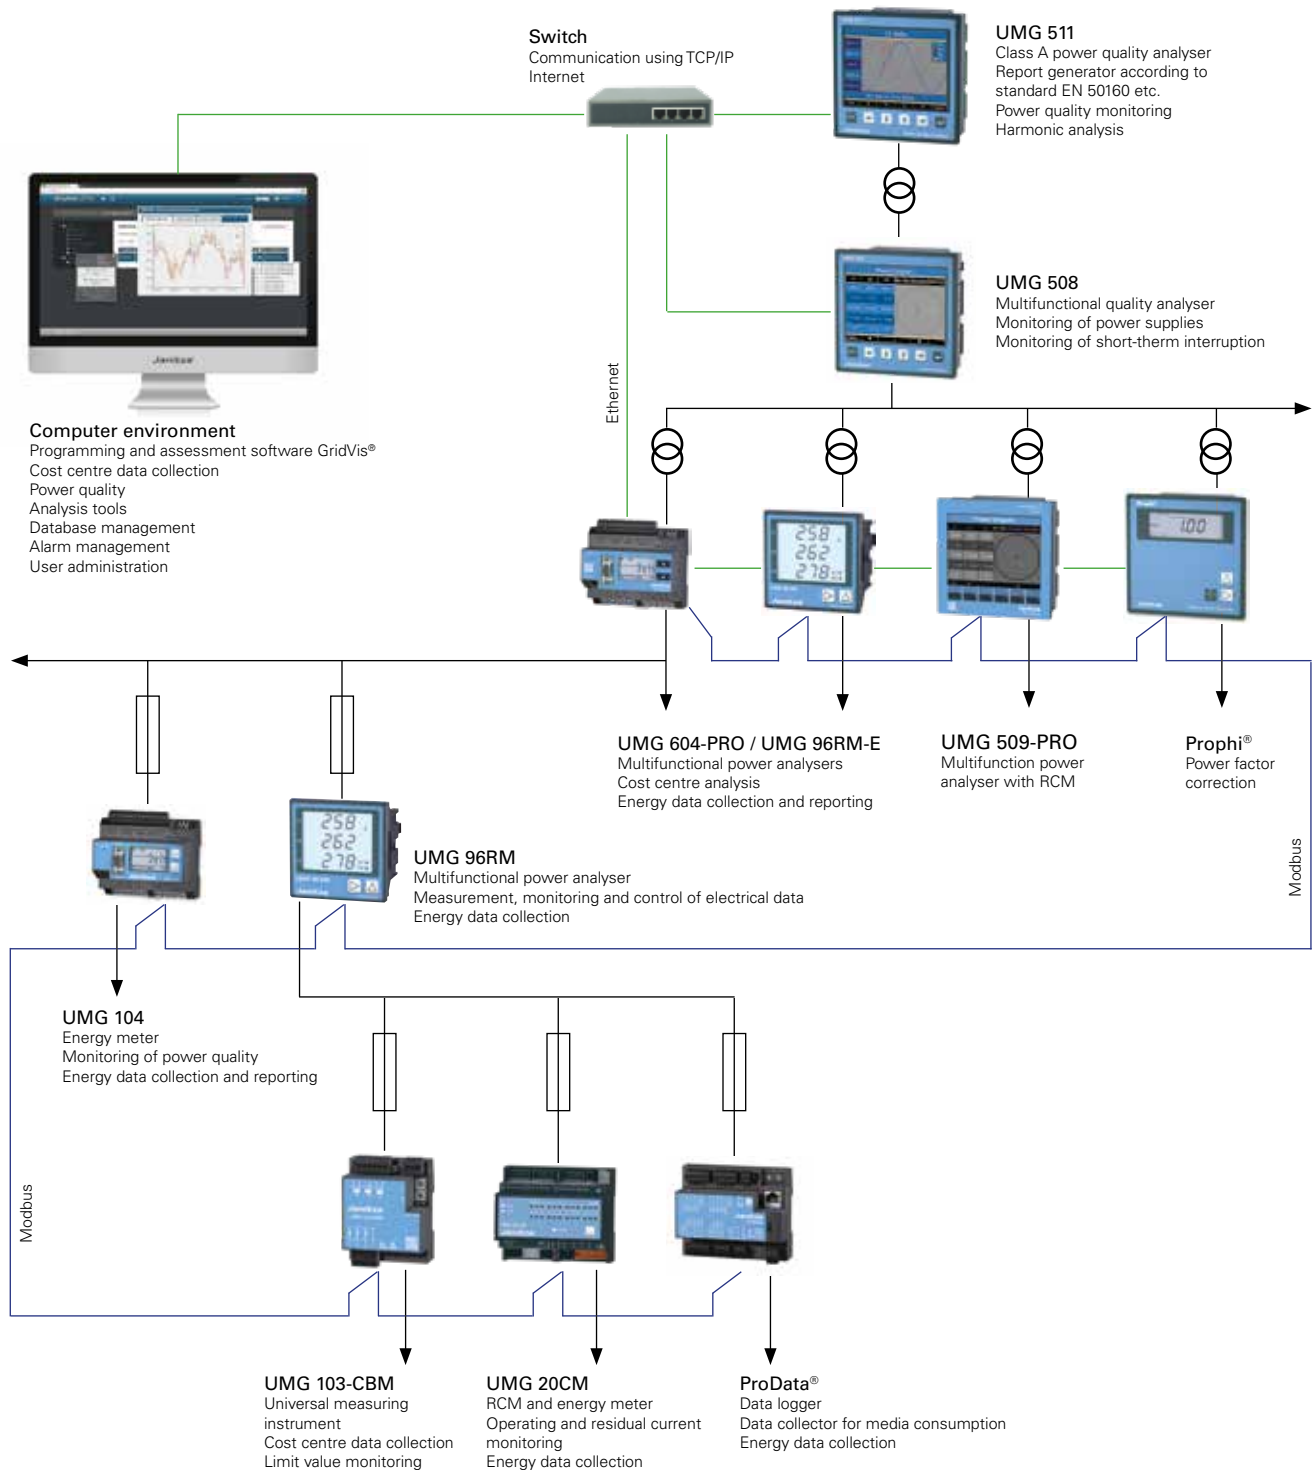 Switch
Communication using TCP/IP
Internet
UMG 511
Class A power quality analyser
Report generator according to
standard EN 50160 etc.
Power quality monitoring
Harmonic analysis
UMG 508
Multifunctional quality analyser
Monitoring of power supplies
Monitoring of short-therm interruption
Janitza
Computer environment
Programming and assessment software GridVis®
Cost centre data collection
Power quality
Analysis tools
Database management
Alarm management
User administration
Ethernet
258
262
278
1.00
UMG 604-PRO / UMG 96RM-E
Multifunctional power analysers
Cost centre analysis
Energy data collection and reporting
UMG 509-PRO
Multifunction power
analyser with RCM
Prophi®
Power factor
correction
Modbus
258
262
278
UMG 96RM
Multifunctional power analyser
Measurement, monitoring and control of electrical data
Energy data collection
UMG 104
Energy meter
Monitoring of power quality
Energy data collection and reporting
Modbus
UMG 103-CBM
Universal measuring
instrument
Cost centre data collection
Limit value monitoring
UMG 20CM
RCM and energy meter
Operating and residual current
monitoring
Energy data collection
ProData®
Data logger
Data collector for media consumption
Energy data collection